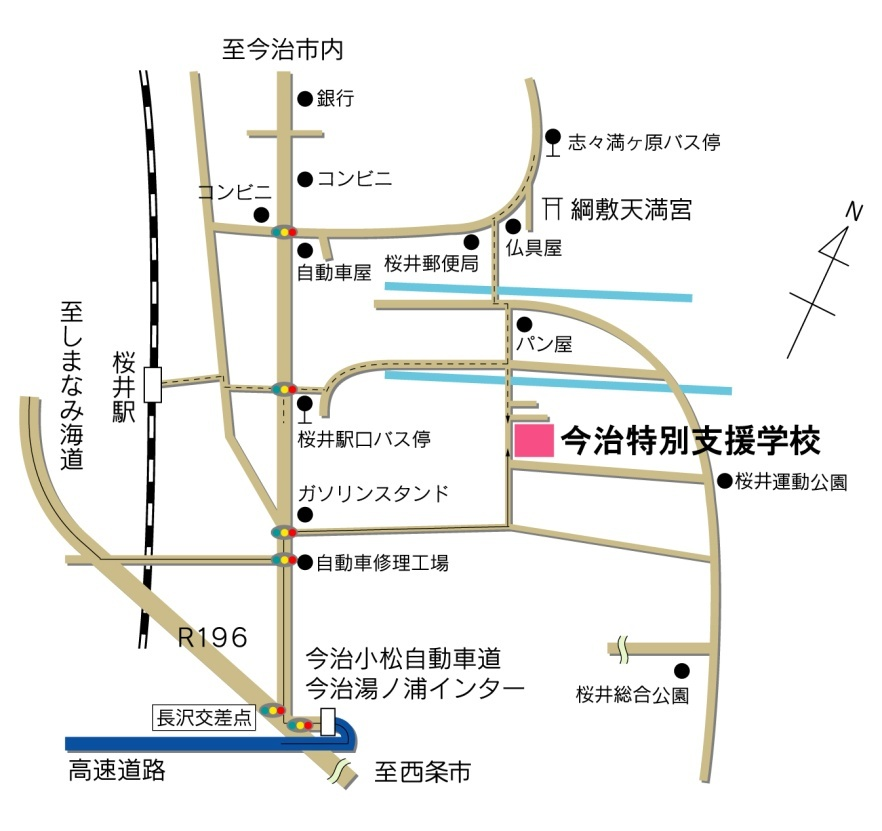 至今治市内
銀行
志々満ヶ原バス停
コンビニ
コンビニ
綱敷天満宮
N
仏具屋
桜井郵便局
自動車屋
至しまなみ海道
パン屋
桜井駅
桜井駅口バス停
今治特別支援学校
桜井運動公園
ガソリンスタンド
自動車修理工場
R196
今治小松自動車道
今治湯ノ浦インター
桜井総合公園
長沢交差点
高速道路
至西条市